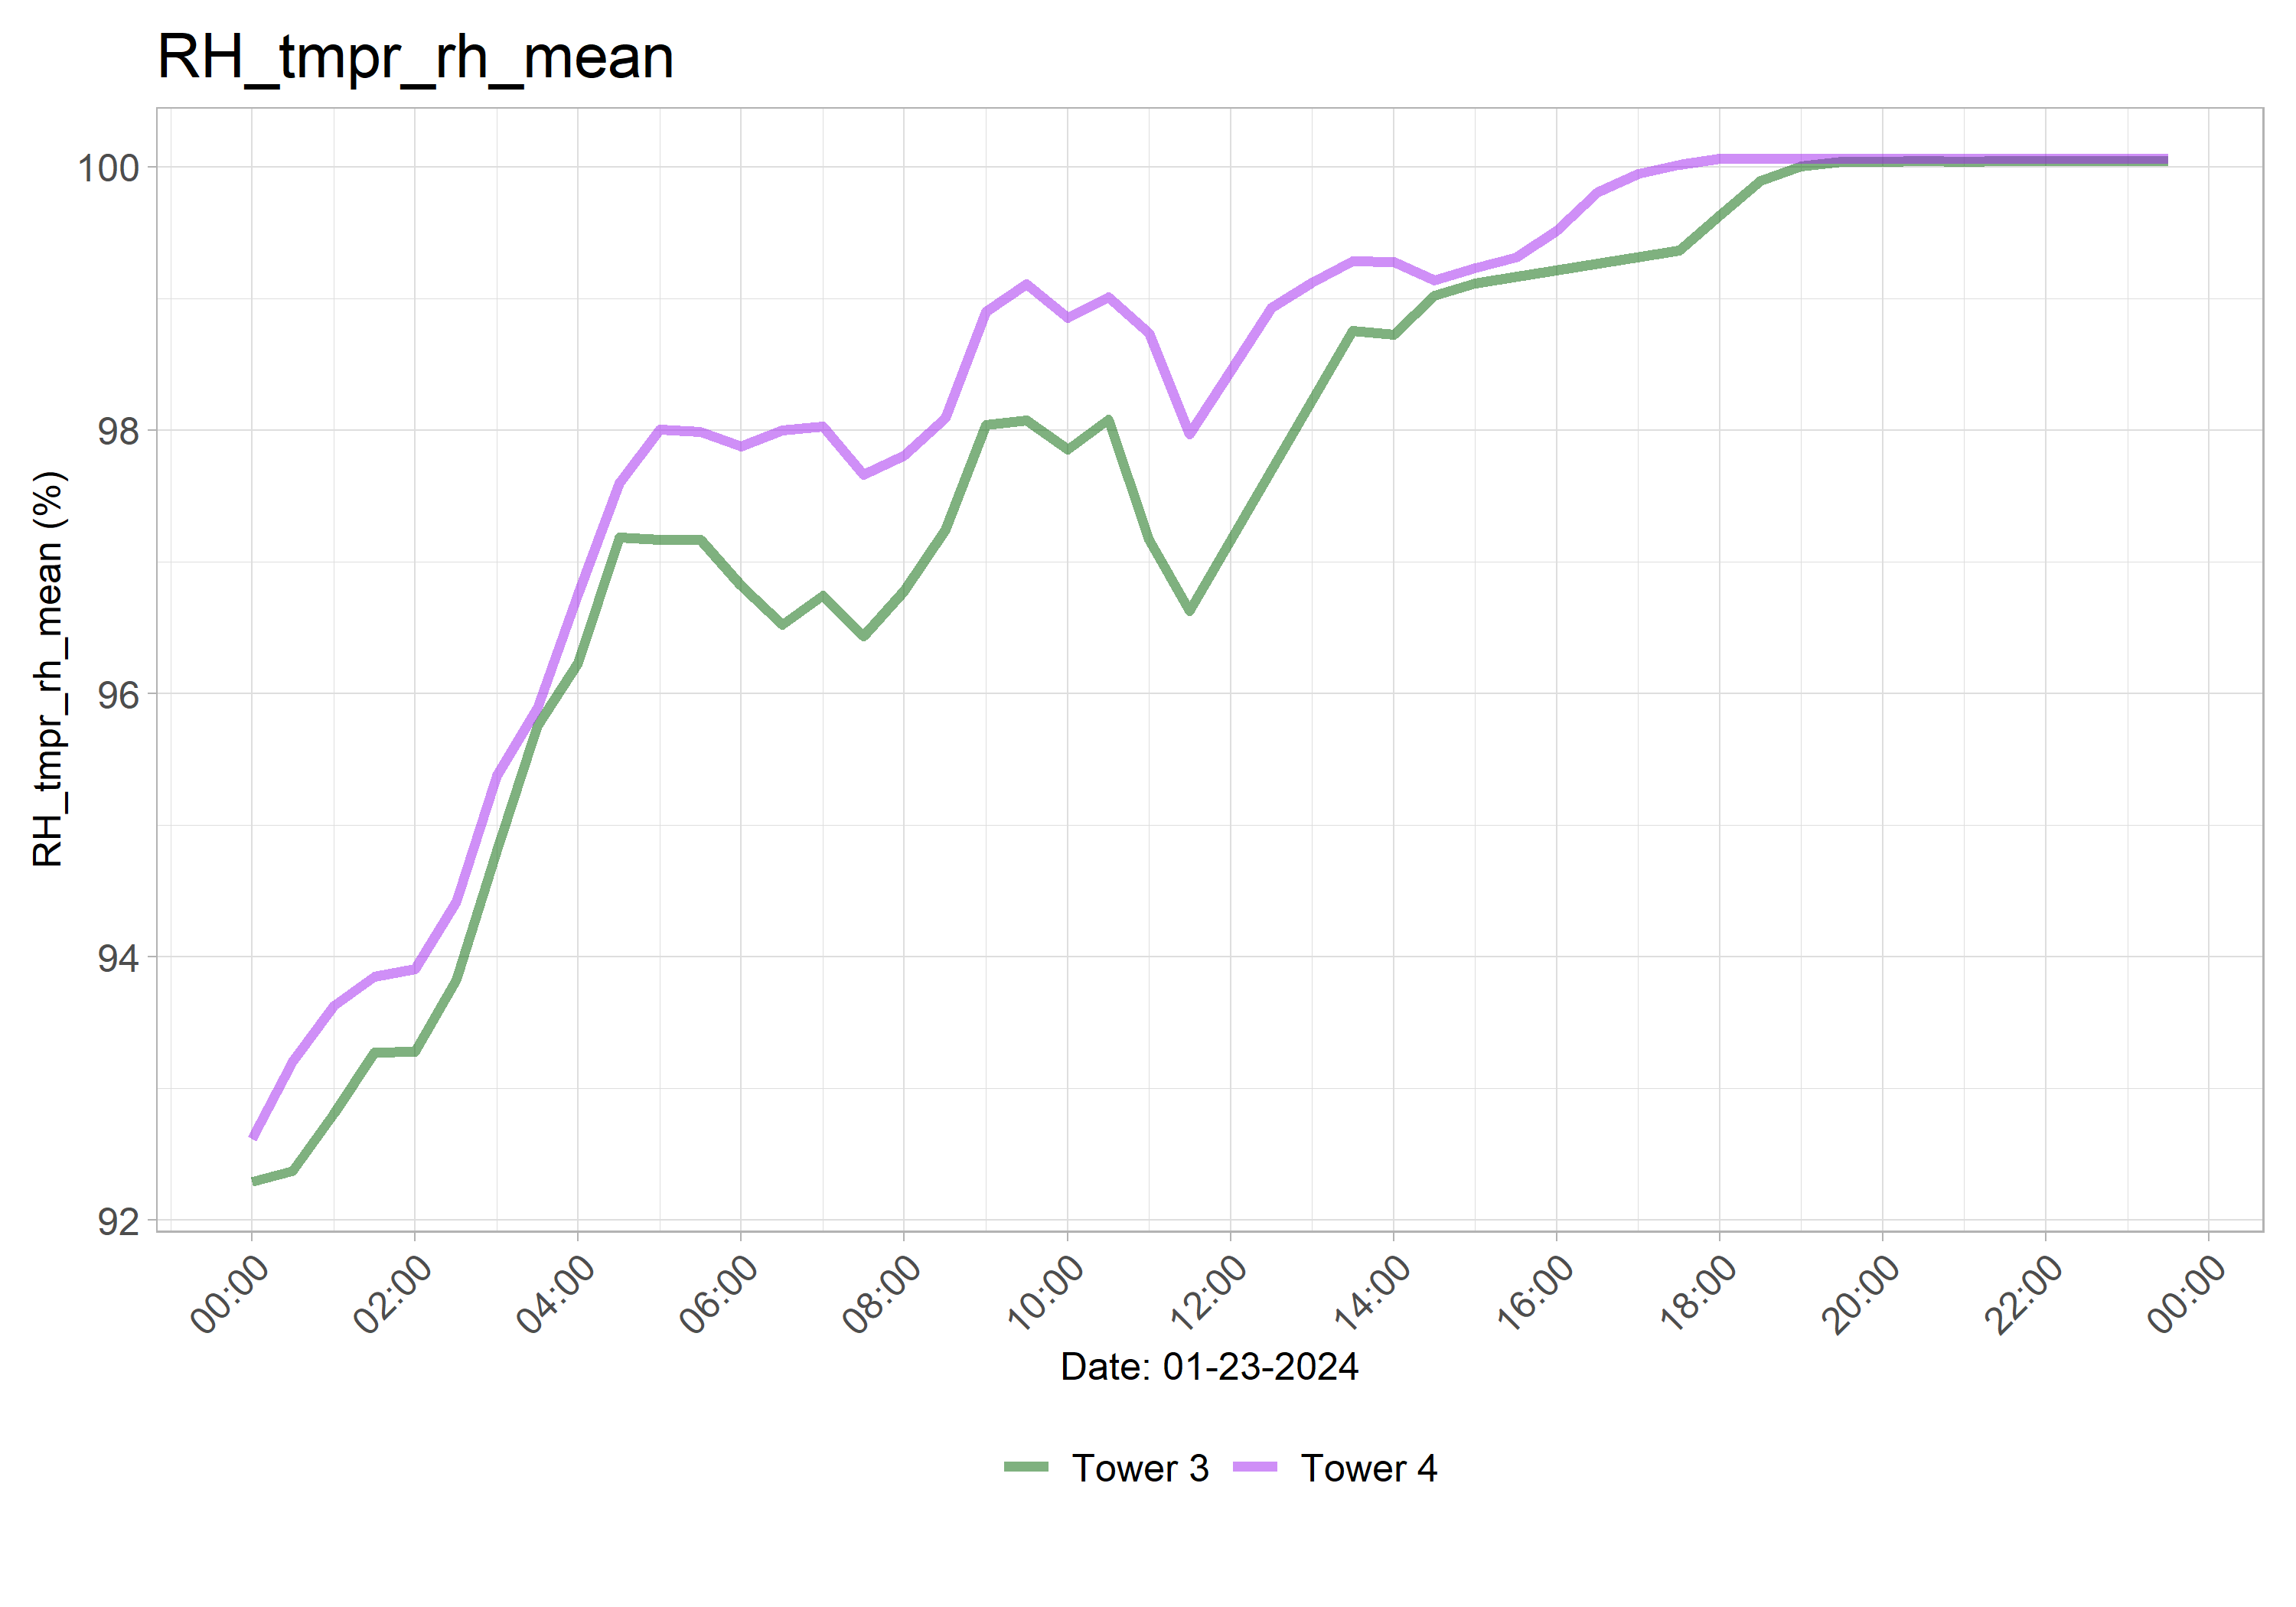 RH_tmpr_rh_mean
RH_tmpr_rh_mean (%)
100
98
96
94
92
00:00 02:00 04:00 06:00 08:00 10:00 12:00 14:00 16:00 18:00 20:00 22:00 00:00
Date: 01-23-2024
Tower 3 Tower 4